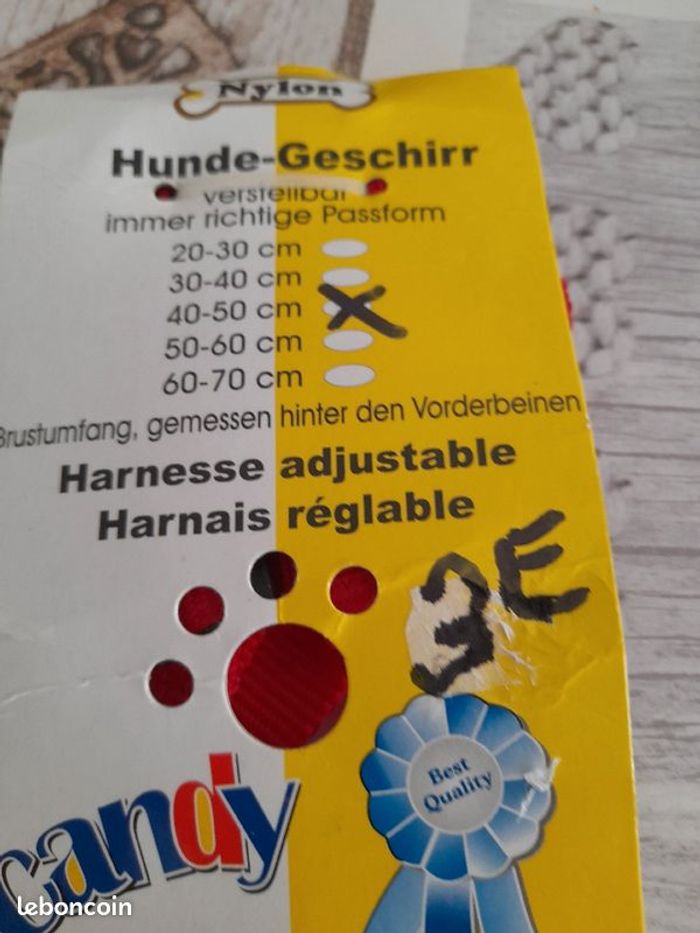 Nylon
Hunde-Geschirr
verstellbar
immer richtige Passform
20-30 cm
30-40 cm
40-50 cm X
50-60 cm
60-70 cm
Brustumfang, gemessen hinter den Vorderbeinen
Harnesse adjustable
Harnais réglable
3E
candy
Best
Quality
leboncoin